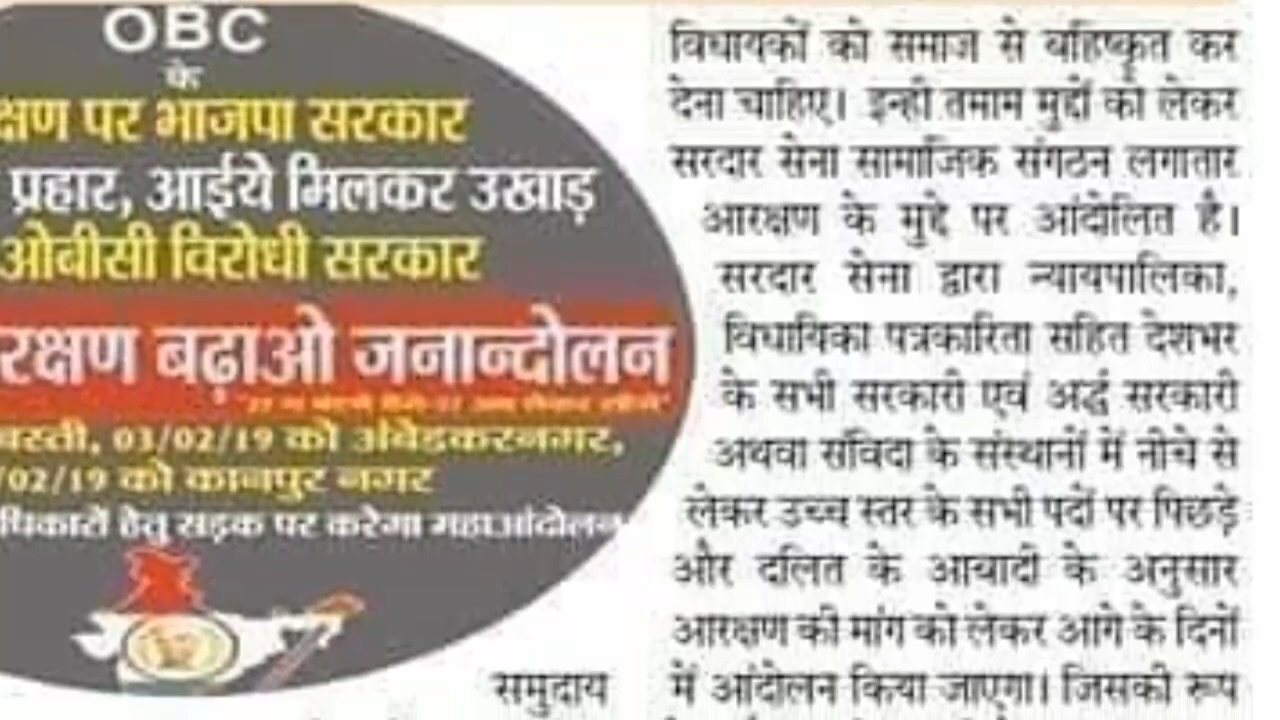 OBC
के
क्षण पर भाजपा सरकार
प्रहार, आईये मिलकर उखाड़
ओबीसी विरोधी सरकार
रक्षण बढ़ाओ जनान्दोलन
बस्ती, 03/02/19 को अंबेडकरनगर,
/02/19 को कानपुर नगर
धिकारों हेतु सड़क पर करेगा महाआंदोलन
समुदाय
विधायकों को समाज से बहिष्कृत कर
देना चाहिए। इन्ही तमाम मुद्दों को लेकर
सरदार सेना सामाजिक संगठन लगातार
आरक्षण के मुद्दे पर आंदोलित है।
सरदार सेना द्वारा न्यायपालिका,
विधायिका पत्रकारिता सहित देशभर
के सभी सरकारी एवं अर्द्ध सरकारी
अथवा संविदा के संस्थानों में नीचे से
लेकर उच्च स्तर के सभी पदों पर पिछड़े
और दलित के आबादी के अनुसार
आरक्षण की मांग को लेकर आगे के दिनों
में आंदोलन किया जाएगा। जिसकी रूप